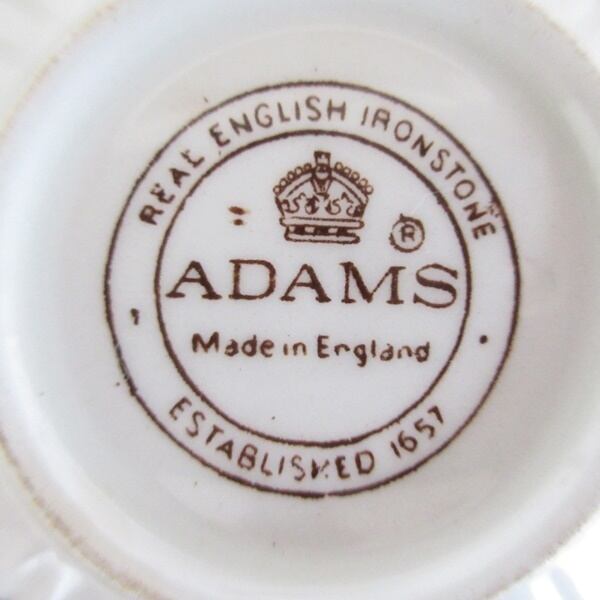 REAL ENGLISH IRONSTONE
®
ADAMS
Made in England
ESTABLISHED 1657